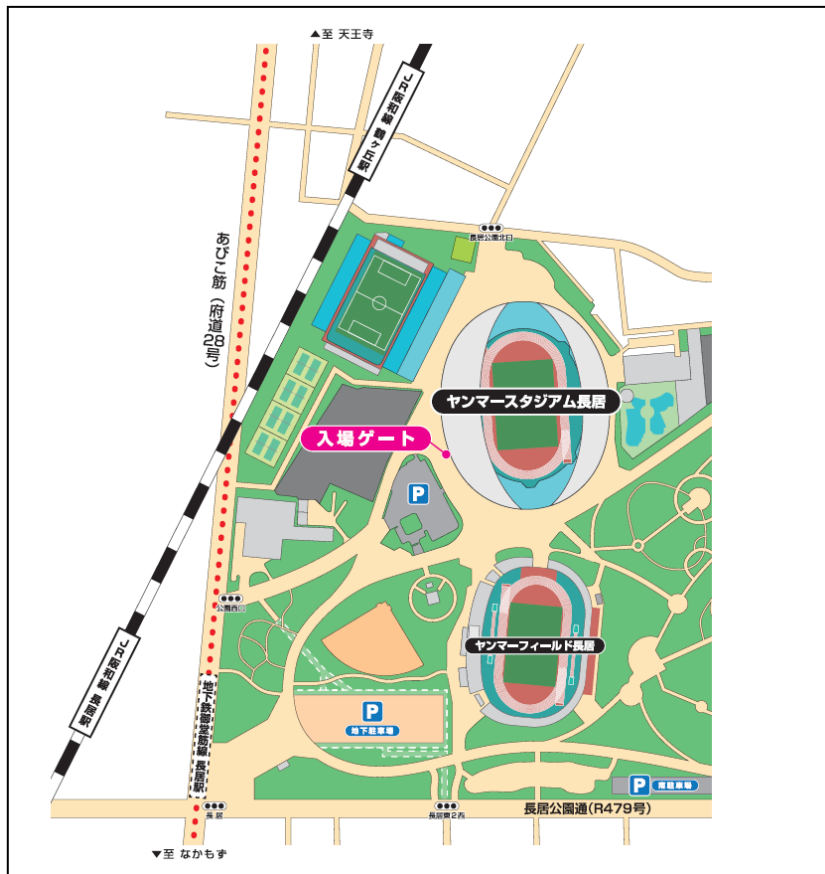 ▲至 天王寺
JR阪和線 鶴ヶ丘駅
長居公園北口
あびこ筋（府道28号）
ヤンマースタジアム長居
入場ゲート
P
公園西口
ヤンマーフィールド長居
JR阪和線 長居駅
地下鉄御堂筋線 長居駅
P
地下駐車場
P
南駐車場
長居
長居東2西
長居公園通(R479号)
▼至 なかもず